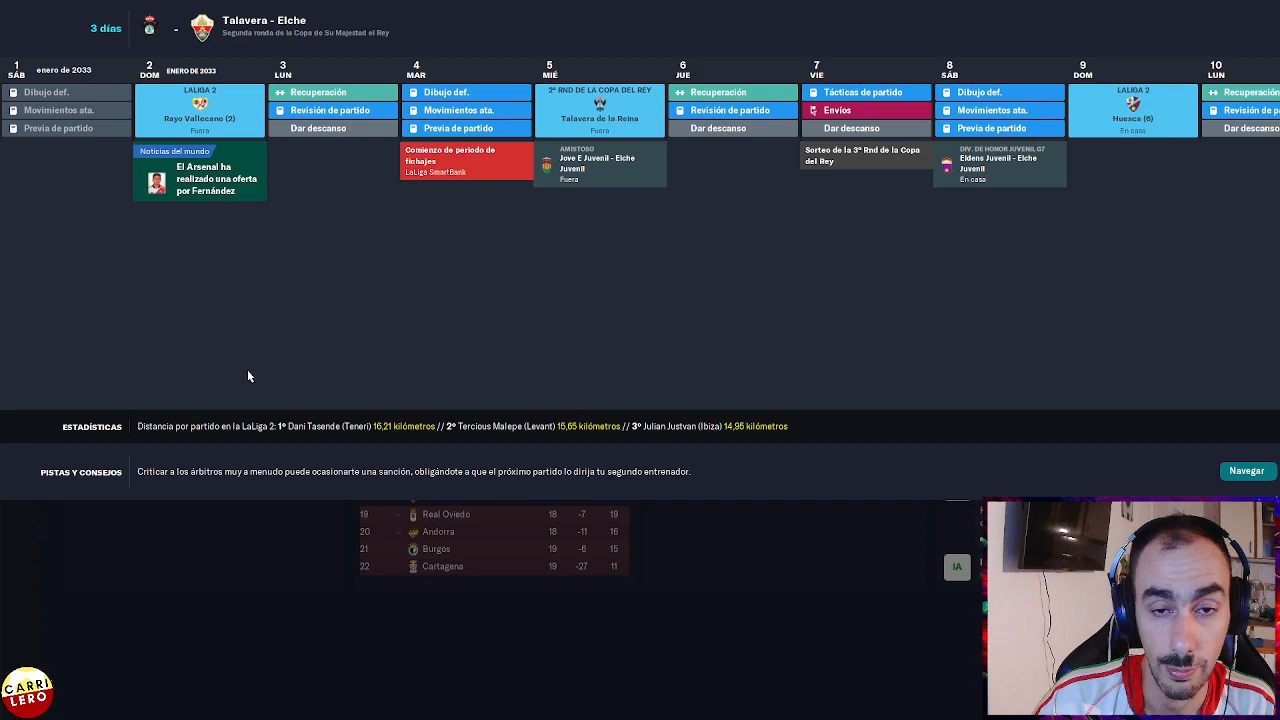 3 días
-
Talavera - Elche
Segunda ronda de la Copa de Su Majestad el Rey
1
SÁB
enero de 2033
2
DOM
ENERO DE 2033
3
LUN
4
MAR
5
MIÉ
6
JUE
7
VIE
8
SÁB
9
DOM
10
LUN
Dibujo def.
Movimientos ata.
Previa de partido
LALIGA 2
Rayo Vallecano (2)
Fuera
Noticias del mundo
El Arsenal ha
realizado una oferta
por Fernández
Recuperación
Revisión de partido
Dar descanso
Dibujo def.
Movimientos ata.
Previa de partido
Comienzo de periodo de
fichajes
LaLiga SmartBank
2ª RND DE LA COPA DEL REY
Talavera de la Reina
Fuera
AMISTOSO
Jove E Juvenil - Elche
Juvenil
Fuera
Recuperación
Revisión de partido
Dar descanso
Tácticas de partido
Envíos
Dar descanso
Sorteo de la 3ª Rnd de la Copa
del Rey
Dibujo def.
Movimientos ata.
Previa de partido
DIV. DE HONOR JUVENIL G7
Eldens Juvenil - Elche
Juvenil
En casa
LALIGA 2
Huesca (6)
En casa
Recuperación
Revisión de p
Dar descanso
ESTADÍSTICAS
Distancia por partido en la LaLiga 2: 1º Dani Tasende (Teneri) 16,21 kilómetros // 2º Tercious Malepe (Levant) 15,65 kilómetros // 3º Julian Justvan (Ibiza) 14,95 kilómetros
PISTAS Y CONSEJOS
Criticar a los árbitros muy a menudo puede ocasionarte una sanción, obligándote a que el próximo partido lo dirija tu segundo entrenador.
Navegar
19 Real Oviedo 18 -7 19
20 Andorra 18 -11 16
21 Burgos 19 -6 15
22 Cartagena 19 -27 11
IA
CARRI
LERO